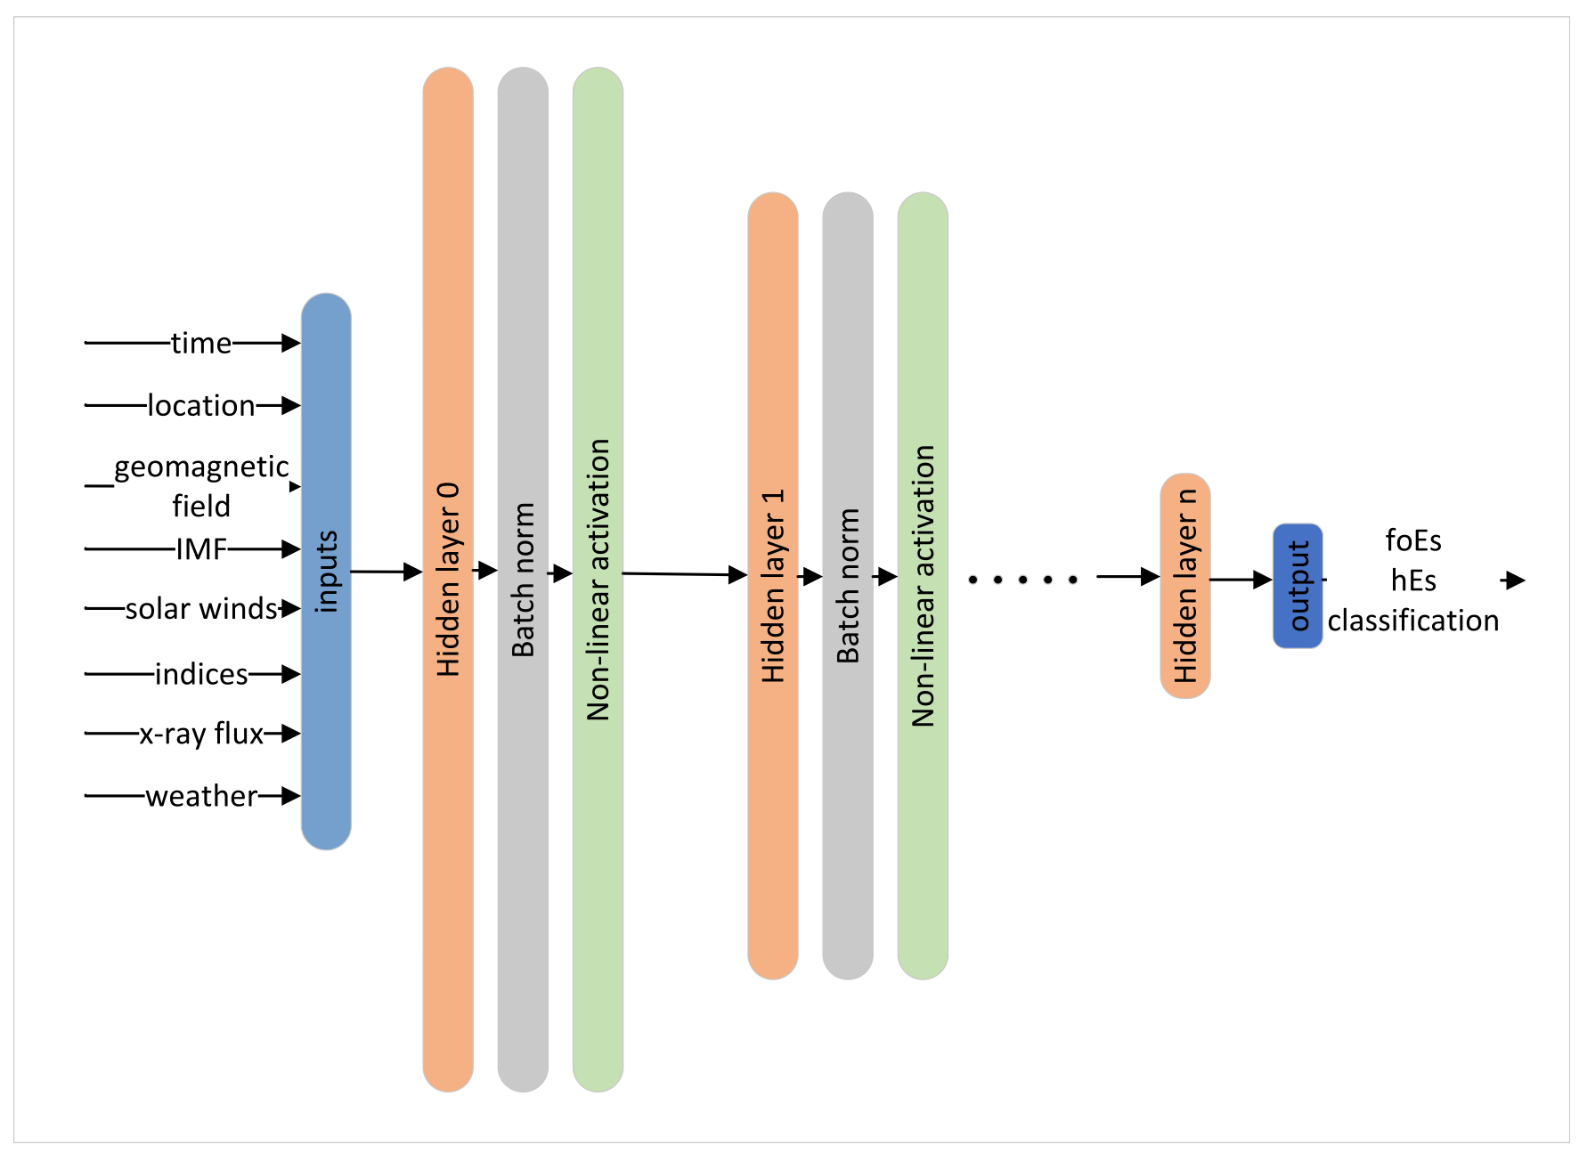 time
location
geomagnetic
field
IMF
solar winds
indices
x-ray flux
weather
inputs
Hidden layer 0
Batch norm
Non-linear activation
Hidden layer 1
Batch norm
Non-linear activation
Hidden layer n
output
foEs
hEs
classification